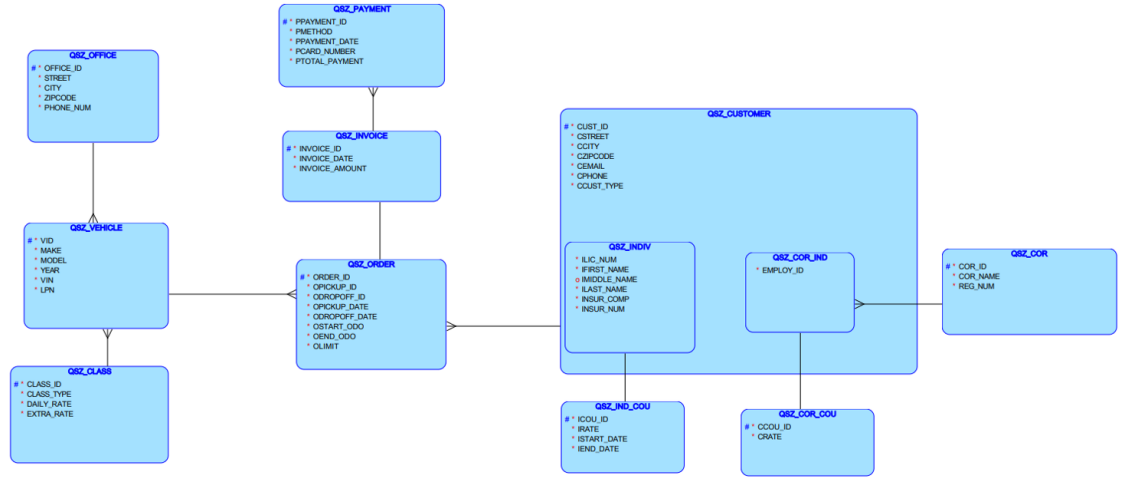 QSZ_PAYMENT
# * PPAYMENT_ID
* PMETHOD
* PPAYMENT_DATE
* PCARD_NUMBER
* PTOTAL_PAYMENT
QSZ_OFFICE
# * OFFICE_ID
* STREET
* CITY
* ZIPCODE
* PHONE_NUM
QSZ_INVOICE
# * INVOICE_ID
* INVOICE_DATE
* INVOICE_AMOUNT
QSZ_CUSTOMER
# * CUST_ID
* CSTREET
* CCITY
* CZIPCODE
* CEMAIL
* CPHONE
* CCUST_TYPE
QSZ_VEHICLE
# * VID
* MAKE
* MODEL
* YEAR
* VIN
* LPN
QSZ_ORDER
# * ORDER_ID
* OPICKUP_ID
* ODROPOFF_ID
* OPICKUP_DATE
* ODROPOFF_DATE
* OSTART_ODO
* OEND_ODO
* OLIMIT
QSZ_INDIV
* ILIC_NUM
* IFIRST_NAME
o IMIDDLE_NAME
* ILAST_NAME
* INSUR_COMP
* INSUR_NUM
QSZ_COR_IND
* EMPLOY_ID
QSZ_COR
# * COR_ID
* COR_NAME
* REG_NUM
QSZ_CLASS
# * CLASS_ID
* CLASS_TYPE
* DAILY_RATE
* EXTRA_RATE
QSZ_IND_COU
# * ICOU_ID
* IRATE
* ISTART_DATE
* IEND_DATE
QSZ_COR_COU
# * CCOU_ID
* CRATE